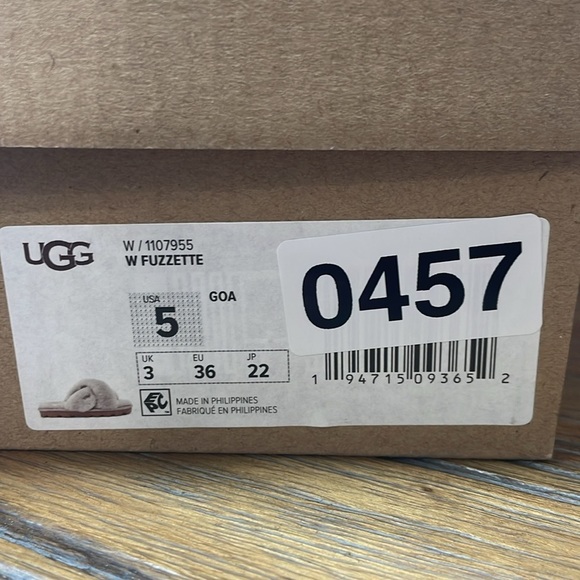 UGG
W / 1107955
W FUZZETTE
0457
USA
5
GOA
UK EU JP
3 36 22
1 94715 09365 2
MADE IN PHILIPPINES
FABRIQUÉ EN PHILIPPINES